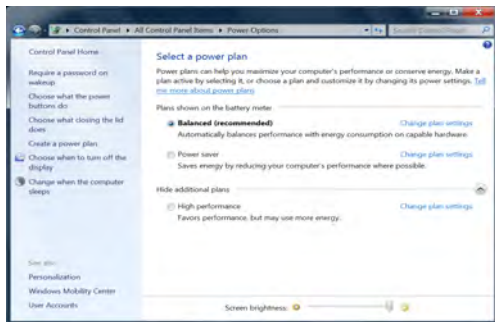 Control Panel ▸ All Control Panel Items ▸ Power Options
Search Control Panel
Control Panel Home
Require a password on
wakeup
Choose what the power
buttons do
Choose what closing the lid
does
Create a power plan
Choose when to turn off the
display
Change when the computer
sleeps
See also
Personalization
Windows Mobility Center
User Accounts
Select a power plan
Power plans can help you maximize your computer's performance or conserve energy. Make a
plan active by selecting it, or choose a plan and customize it by changing its power settings. Tell
me more about power plans
Plans shown on the battery meter
Balanced (recommended) Change plan settings
Automatically balances performance with energy consumption on capable hardware.
Power saver Change plan settings
Saves energy by reducing your computer's performance where possible.
Hide additional plans
High performance Change plan settings
Favors performance, but may use more energy.
Screen brightness: